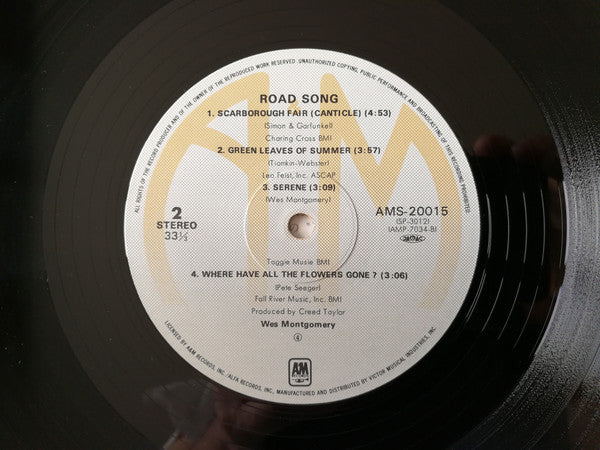 ALL RIGHTS OF THE RECORD PRODUCER AND OF THE OWNER OF THE REPRODUCED WORK RESERVED. UNAUTHORIZED COPYING, PUBLIC PERFORMANCE AND BROADCASTING OF THIS RECORDING PROHIBITED.
ROAD SONG
1. SCARBOROUGH FAIR (CANTICLE) (4:53)
(Simon & Garfunkel)
Charing Cross BMI
2. GREEN LEAVES OF SUMMER (3:57)
(Tiomkin-Webster)
Leo Feist, Inc. ASCAP
3. SERENE (3:09)
(Wes Montgomery)
2
STEREO
33⅓
AMS-20015
(SP-3012)
(AMP-7034-B)
Taggie Musie BMI
4. WHERE HAVE ALL THE FLOWERS GONE ? (3:06)
(Pete Seeger)
Fall River Music, Inc. BMI
Produced by Creed Taylor
Wes Montgomery
4
A&M
LICENSED BY A&M RECORDS, INC./ALFA RECORDS, INC., MANUFACTURED AND DISTRIBUTED BY VICTOR MUSICAL INDUSTRIES, INC.